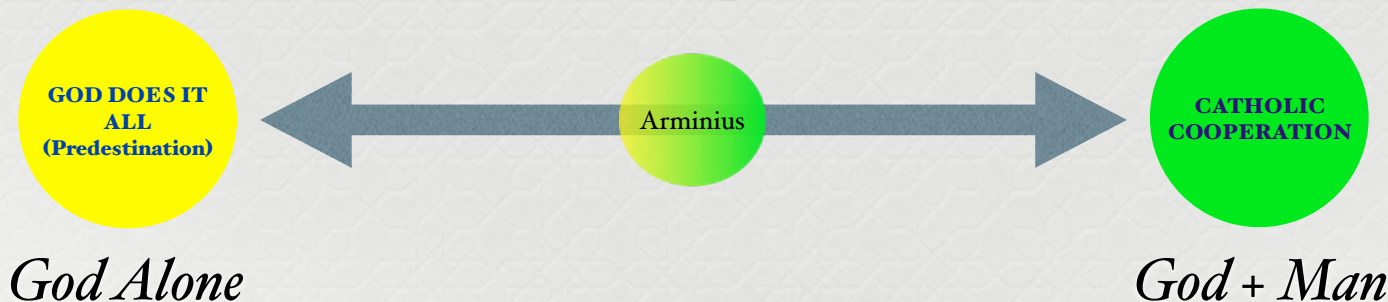 GOD DOES IT
ALL
(Predestination)
Arminius
CATHOLIC
COOPERATION
God Alone
God + Man